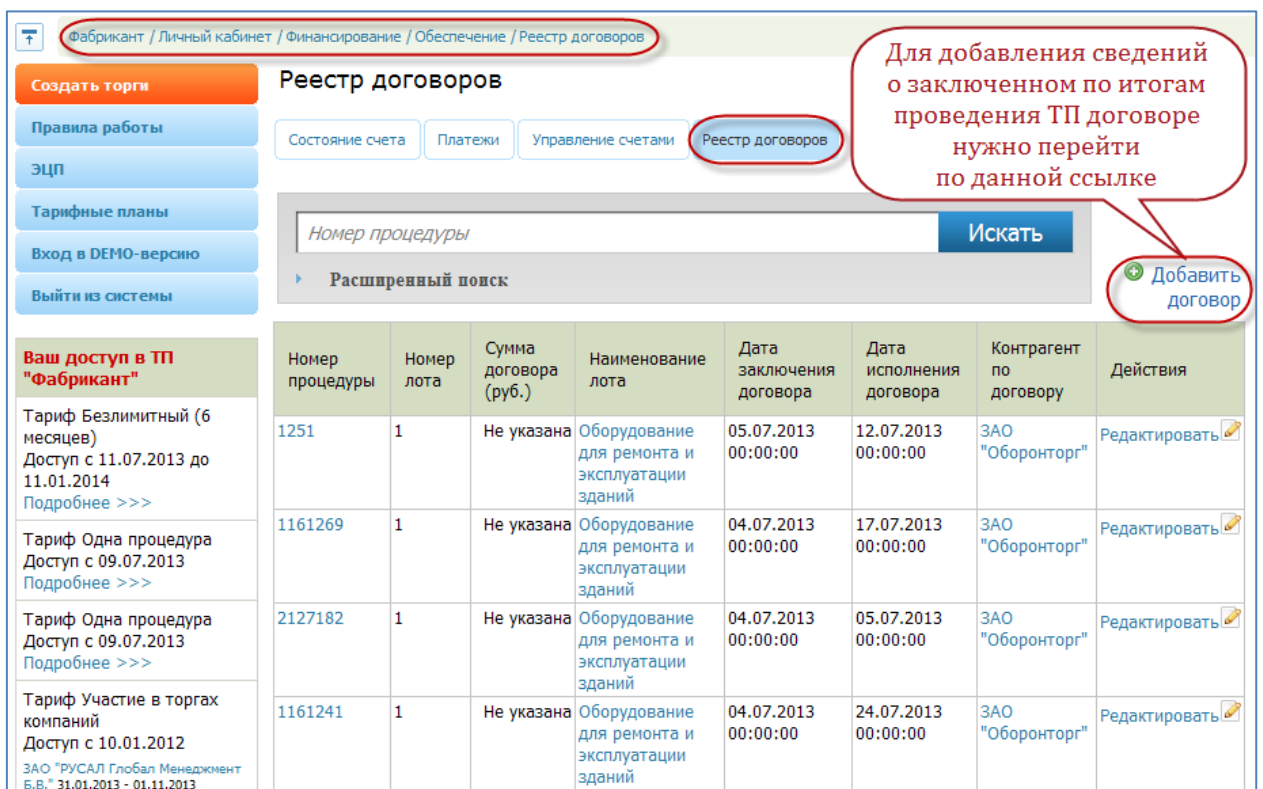 Фабрикант / Личный кабинет / Финансирование / Обеспечение / Реестр договоров
Создать торги
Правила работы
ЭЦП
Тарифные планы
Вход в DEMO-версию
Выйти из системы
Ваш доступ в ТП
"Фабрикант"
Тариф Безлимитный (6
месяцев)
Доступ с 11.07.2013 до
11.01.2014
Подробнее >>>
Тариф Одна процедура
Доступ с 09.07.2013
Подробнее >>>
Тариф Одна процедура
Доступ с 09.07.2013
Подробнее >>>
Тариф Участие в торгах
компаний
Доступ с 10.01.2012
ЗАО "РУСАЛ Глобал Менеджмент
Б.В." 31.01.2013 - 01.11.2013
Реестр договоров
Состояние счета
Платежи
Управление счетами
Реестр договоров
Для добавления сведений
о заключенном по итогам
проведения ТП договоре
нужно перейти
по данной ссылке
Номер процедуры
Искать
Расширенный поиск
Добавить
договор
Номер
процедуры
Номер
лота
Сумма
договора
(руб.)
Наименование
лота
Дата
заключения
договора
Дата
исполнения
договора
Контрагент
по
договору
Действия
1251
1
Не указана
Оборудование
для ремонта и
эксплуатации
зданий
05.07.2013
00:00:00
12.07.2013
00:00:00
ЗАО
"Оборонторг"
Редактировать
1161269
1
Не указана
Оборудование
для ремонта и
эксплуатации
зданий
04.07.2013
00:00:00
17.07.2013
00:00:00
ЗАО
"Оборонторг"
Редактировать
2127182
1
Не указана
Оборудование
для ремонта и
эксплуатации
зданий
04.07.2013
00:00:00
05.07.2013
00:00:00
ЗАО
"Оборонторг"
Редактировать
1161241
1
Не указана
Оборудование
для ремонта и
эксплуатации
зданий
04.07.2013
00:00:00
24.07.2013
00:00:00
ЗАО
"Оборонторг"
Редактировать